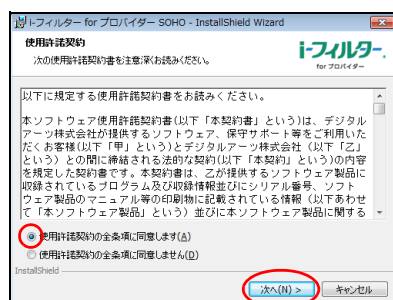 i-フィルター for プロバイダー SOHO - InstallShield Wizard
使用許諾契約
次の使用許諾契約書を注意深くお読みください。
i-フィルター.
for プロバイダー
以下に規定する使用許諾契約書をお読みください。
本ソフトウェア使用許諾契約書(以下「本契約書」という)は、デジタル
アーツ株式会社が提供するソフトウェア、保守サポート等をご利用いた
だくお客様(以下「甲」という)とデジタルアーツ株式会社（以下「乙」
という）との間に締結される法的な契約(以下「本契約」という)の内容
を規定した契約書です。本契約書は、乙が提供するソフトウェア製品に
収録されているプログラム及び収録情報並びにシリアル番号、ソフト
ウェア製品のマニュアル等の印刷物に記載されている情報（以下あわせ
て「本ソフトウェア製品」という）並びに本ソフトウェア製品に関する
使用許諾契約の全条項に同意します(A)
使用許諾契約の全条項に同意しません(D)
InstallShield
次へ(N) >
キャンセル